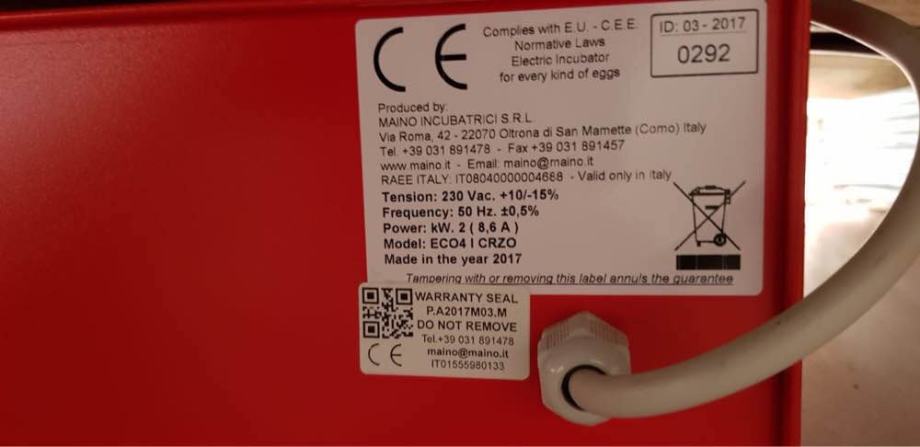 CE
Complies with E.U. - C.E.E.
Normative Laws
Electric Incubator
for every kind of eggs
ID: 03 - 2017
0292
Produced by:
MAINO INCUBATRICI S.R.L.
Via Roma, 42 - 22070 Oltrona di San Mamette (Como) Italy
Tel. +39 031 891478 - Fax +39 031 891457
www.maino.it - Email: maino@maino.it
RAEE ITALY: IT08040000004688 - Valid only in Italy
Tension: 230 Vac. +10/-15%
Frequency: 50 Hz. ±0,5%
Power: kW. 2 ( 8,6 A )
Model: ECO4 I CRZO
Made in the year 2017
Tampering with or removing this label annuls the guarantee
WARRANTY SEAL
P.A2017M03.M
DO NOT REMOVE
Tel.+39 031 891478
CE
maino@maino.it
IT01555980133